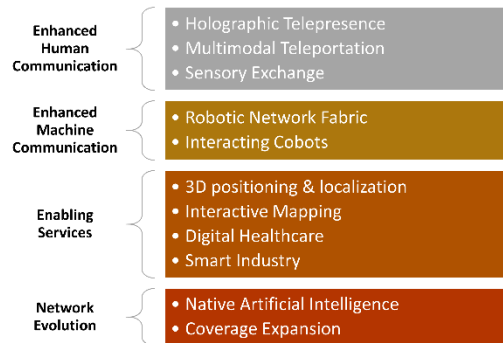 Enhanced
Human
Communication
• Holographic Telepresence
• Multimodal Teleportation
• Sensory Exchange
Enhanced
Machine
Communication
• Robotic Network Fabric
• Interacting Cobots
Enabling
Services
• 3D positioning & localization
• Interactive Mapping
• Digital Healthcare
• Smart Industry
Network
Evolution
• Native Artificial Intelligence
• Coverage Expansion